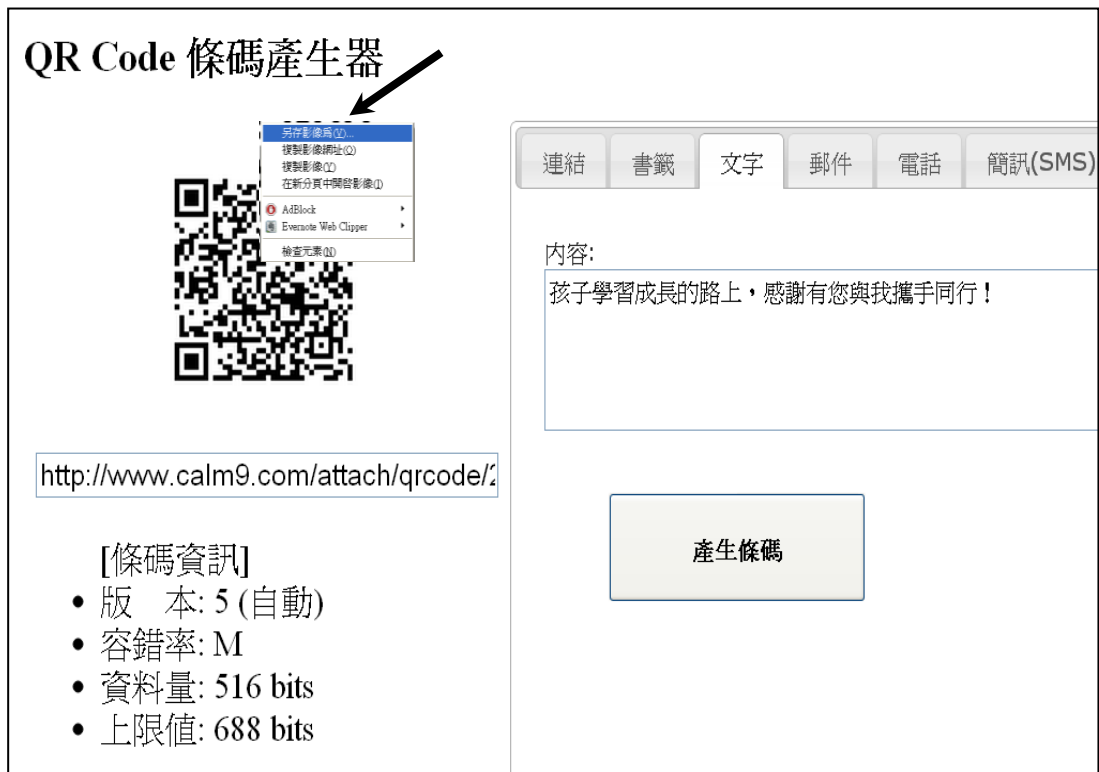 QR Code 條碼產生器
另存影像為(V)...
複製影像網址(O)
複製影像(Y)
在新分頁中開啟影像(I)
AdBlock
Evernote Web Clipper
檢查元素(N)
http://www.calm9.com/attach/qrcode/2
[條碼資訊]
• 版 本: 5 (自動)
• 容錯率: M
• 資料量: 516 bits
• 上限值: 688 bits
連結 書籤 文字 郵件 電話 簡訊(SMS)
內容:
孩子學習成長的路上，感謝有您與我攜手同行！
產生條碼